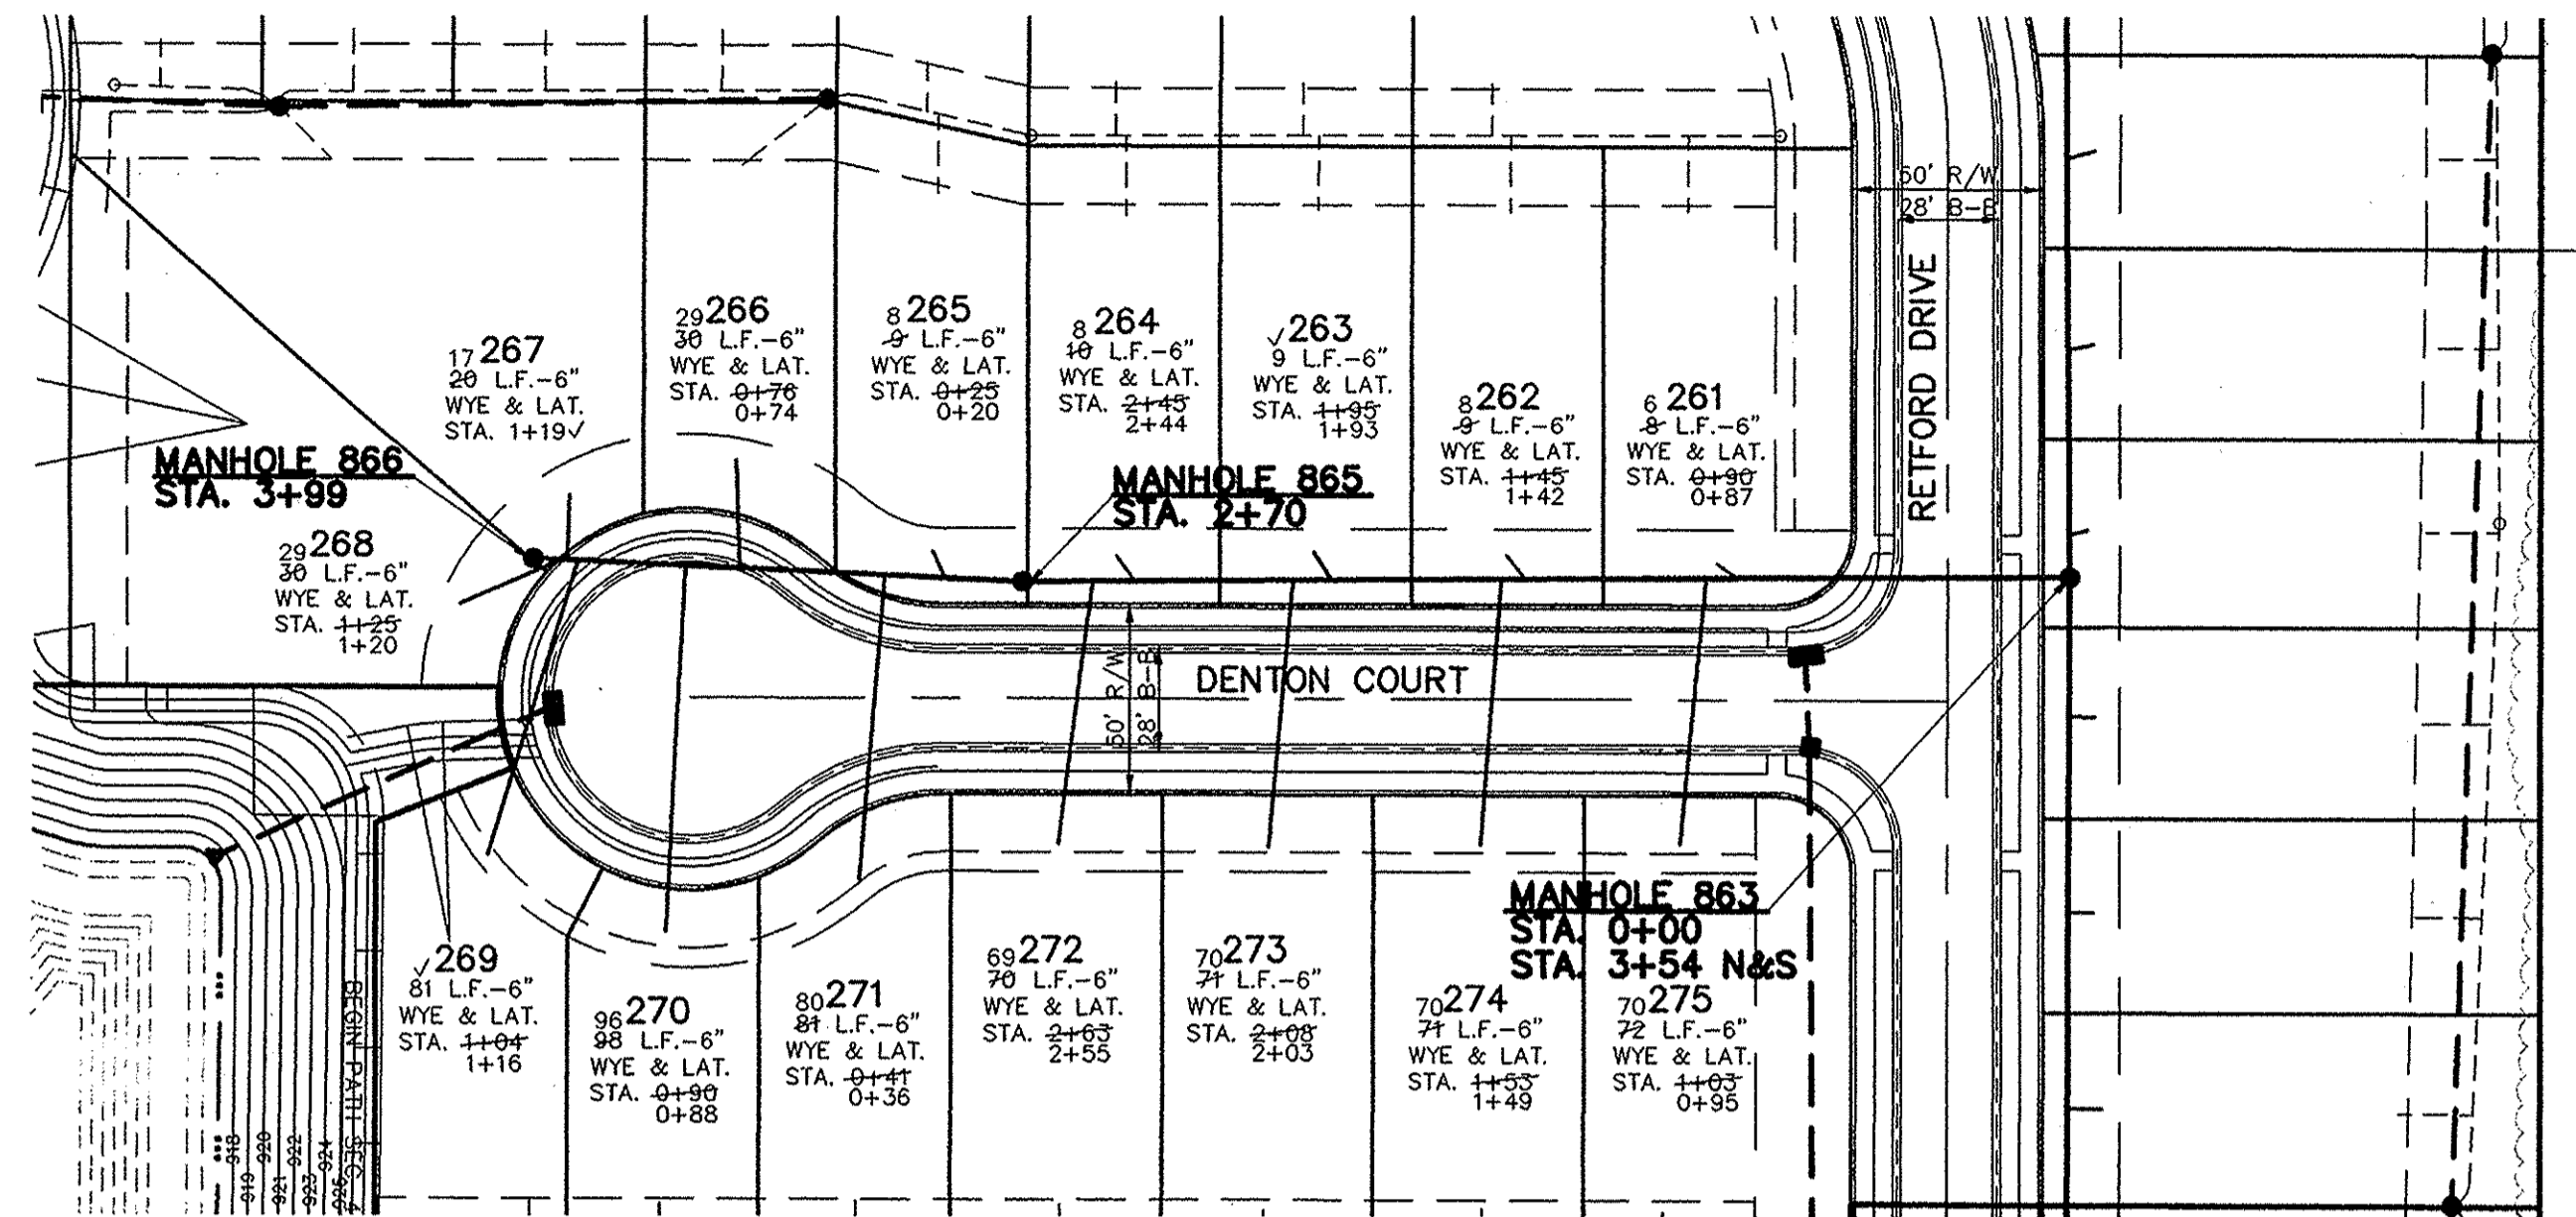 60' R/W
28' B-B
RETFORD DRIVE
17 267
20 L.F.-6"
WYE & LAT.
STA. 1+19✓
29 266
30 L.F.-6"
WYE & LAT.
STA. 0+76
0+74
8 265
9 L.F.-6"
WYE & LAT.
STA. 0+25
0+20
8 264
10 L.F.-6"
WYE & LAT.
STA. 2+45
2+44
✓263
9 L.F.-6"
WYE & LAT.
STA. 1+95
1+93
8 262
9 L.F.-6"
WYE & LAT.
STA. 1+45
1+42
6 261
8 L.F.-6"
WYE & LAT.
STA. 0+90
0+87
MANHOLE 866
STA. 3+99
MANHOLE 865
STA. 2+70
29 268
30 L.F.-6"
WYE & LAT.
STA. 1+25
1+20
60' R/W
28' B-B
DENTON COURT
MANHOLE 863
STA. 0+00
STA. 3+54 N&S
✓269
81 L.F.-6"
WYE & LAT.
STA. 1+04
1+16
96 270
98 L.F.-6"
WYE & LAT.
STA. 0+90
0+88
80 271
81 L.F.-6"
WYE & LAT.
STA. 0+41
0+36
69 272
70 L.F.-6"
WYE & LAT.
STA. 2+63
2+55
70 273
71 L.F.-6"
WYE & LAT.
STA. 2+08
2+03
70 274
71 L.F.-6"
WYE & LAT.
STA. 1+53
1+49
70 275
72 L.F.-6"
WYE & LAT.
STA. 1+03
0+95
BEGIN PATH SEC. 4
918
919
920
921
922
923
924